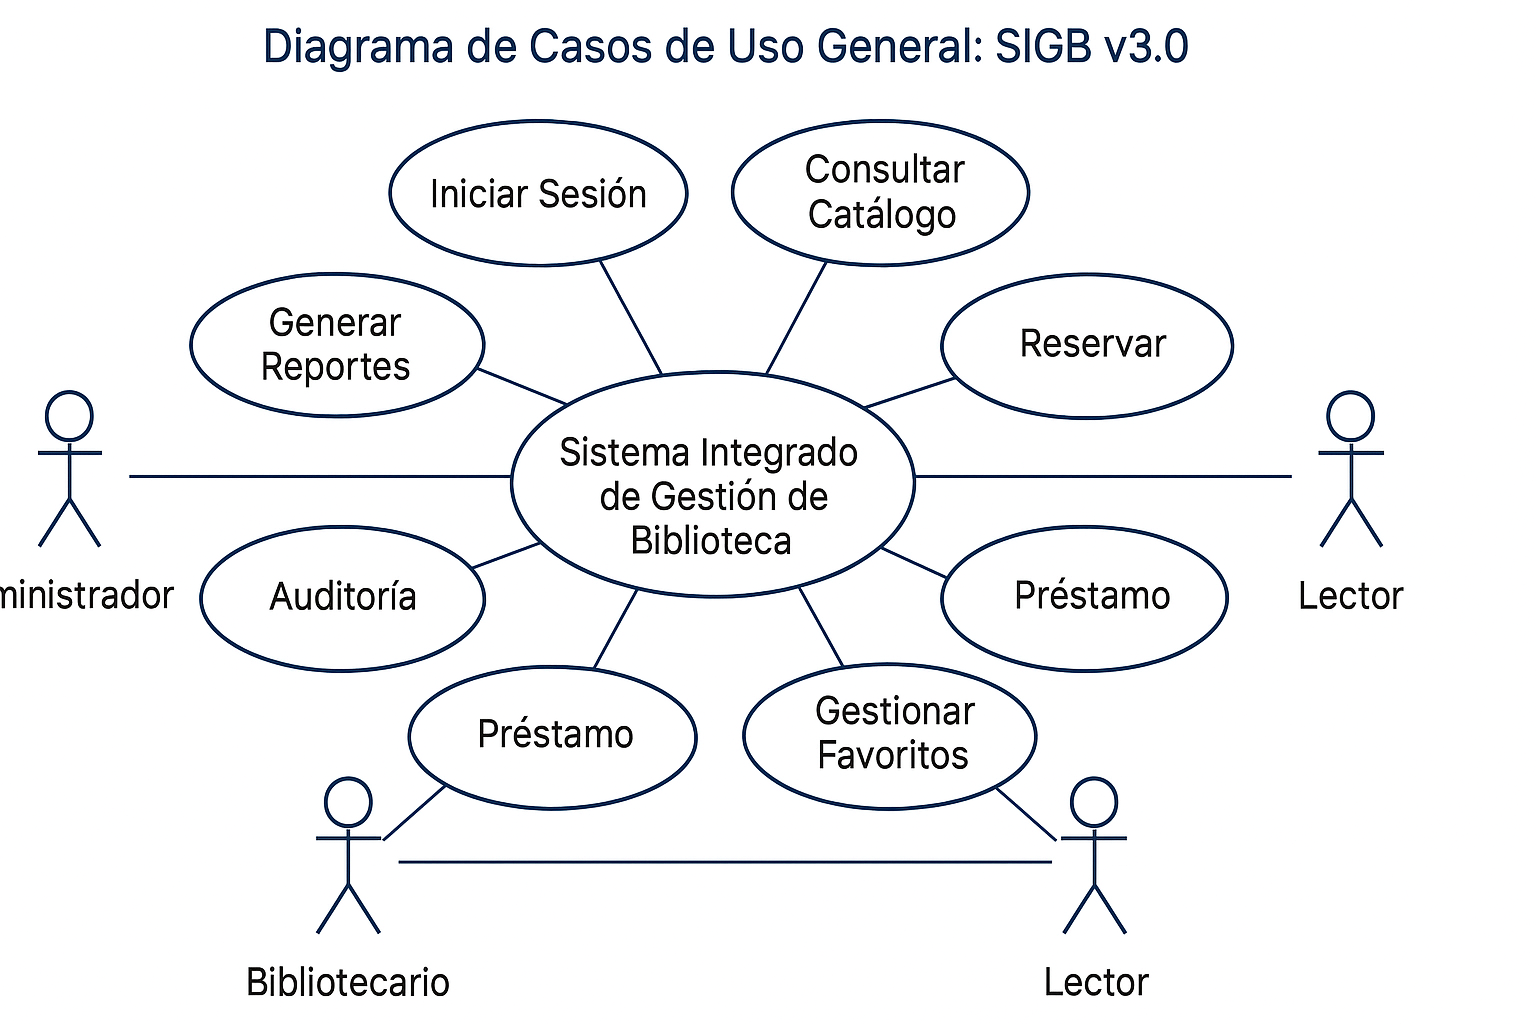 Diagrama de Casos de Uso General: SIGB v3.0
Iniciar Sesión
Consultar
Catálogo
Generar
Reportes
Reservar
Sistema Integrado
de Gestión de
Biblioteca
ministrador
Auditoría
Préstamo
Lector
Préstamo
Gestionar
Favoritos
Bibliotecario
Lector